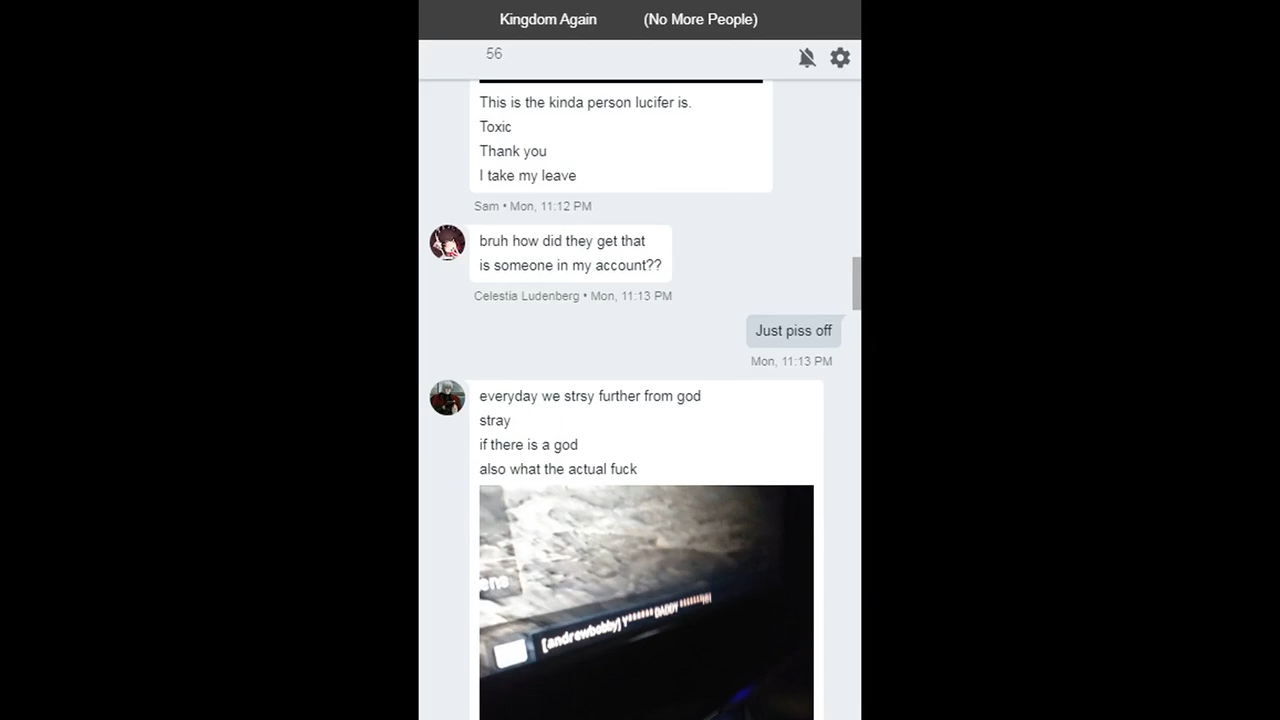 Kingdom Again (No More People)
56
This is the kinda person lucifer is.
Toxic
Thank you
I take my leave
Sam • Mon, 11:12 PM
bruh how did they get that
is someone in my account??
Celestia Ludenberg • Mon, 11:13 PM
Just piss off
Mon, 11:13 PM
everyday we strsy further from god
stray
if there is a god
also what the actual fuck
[andrewbobby] Y****** DADDY